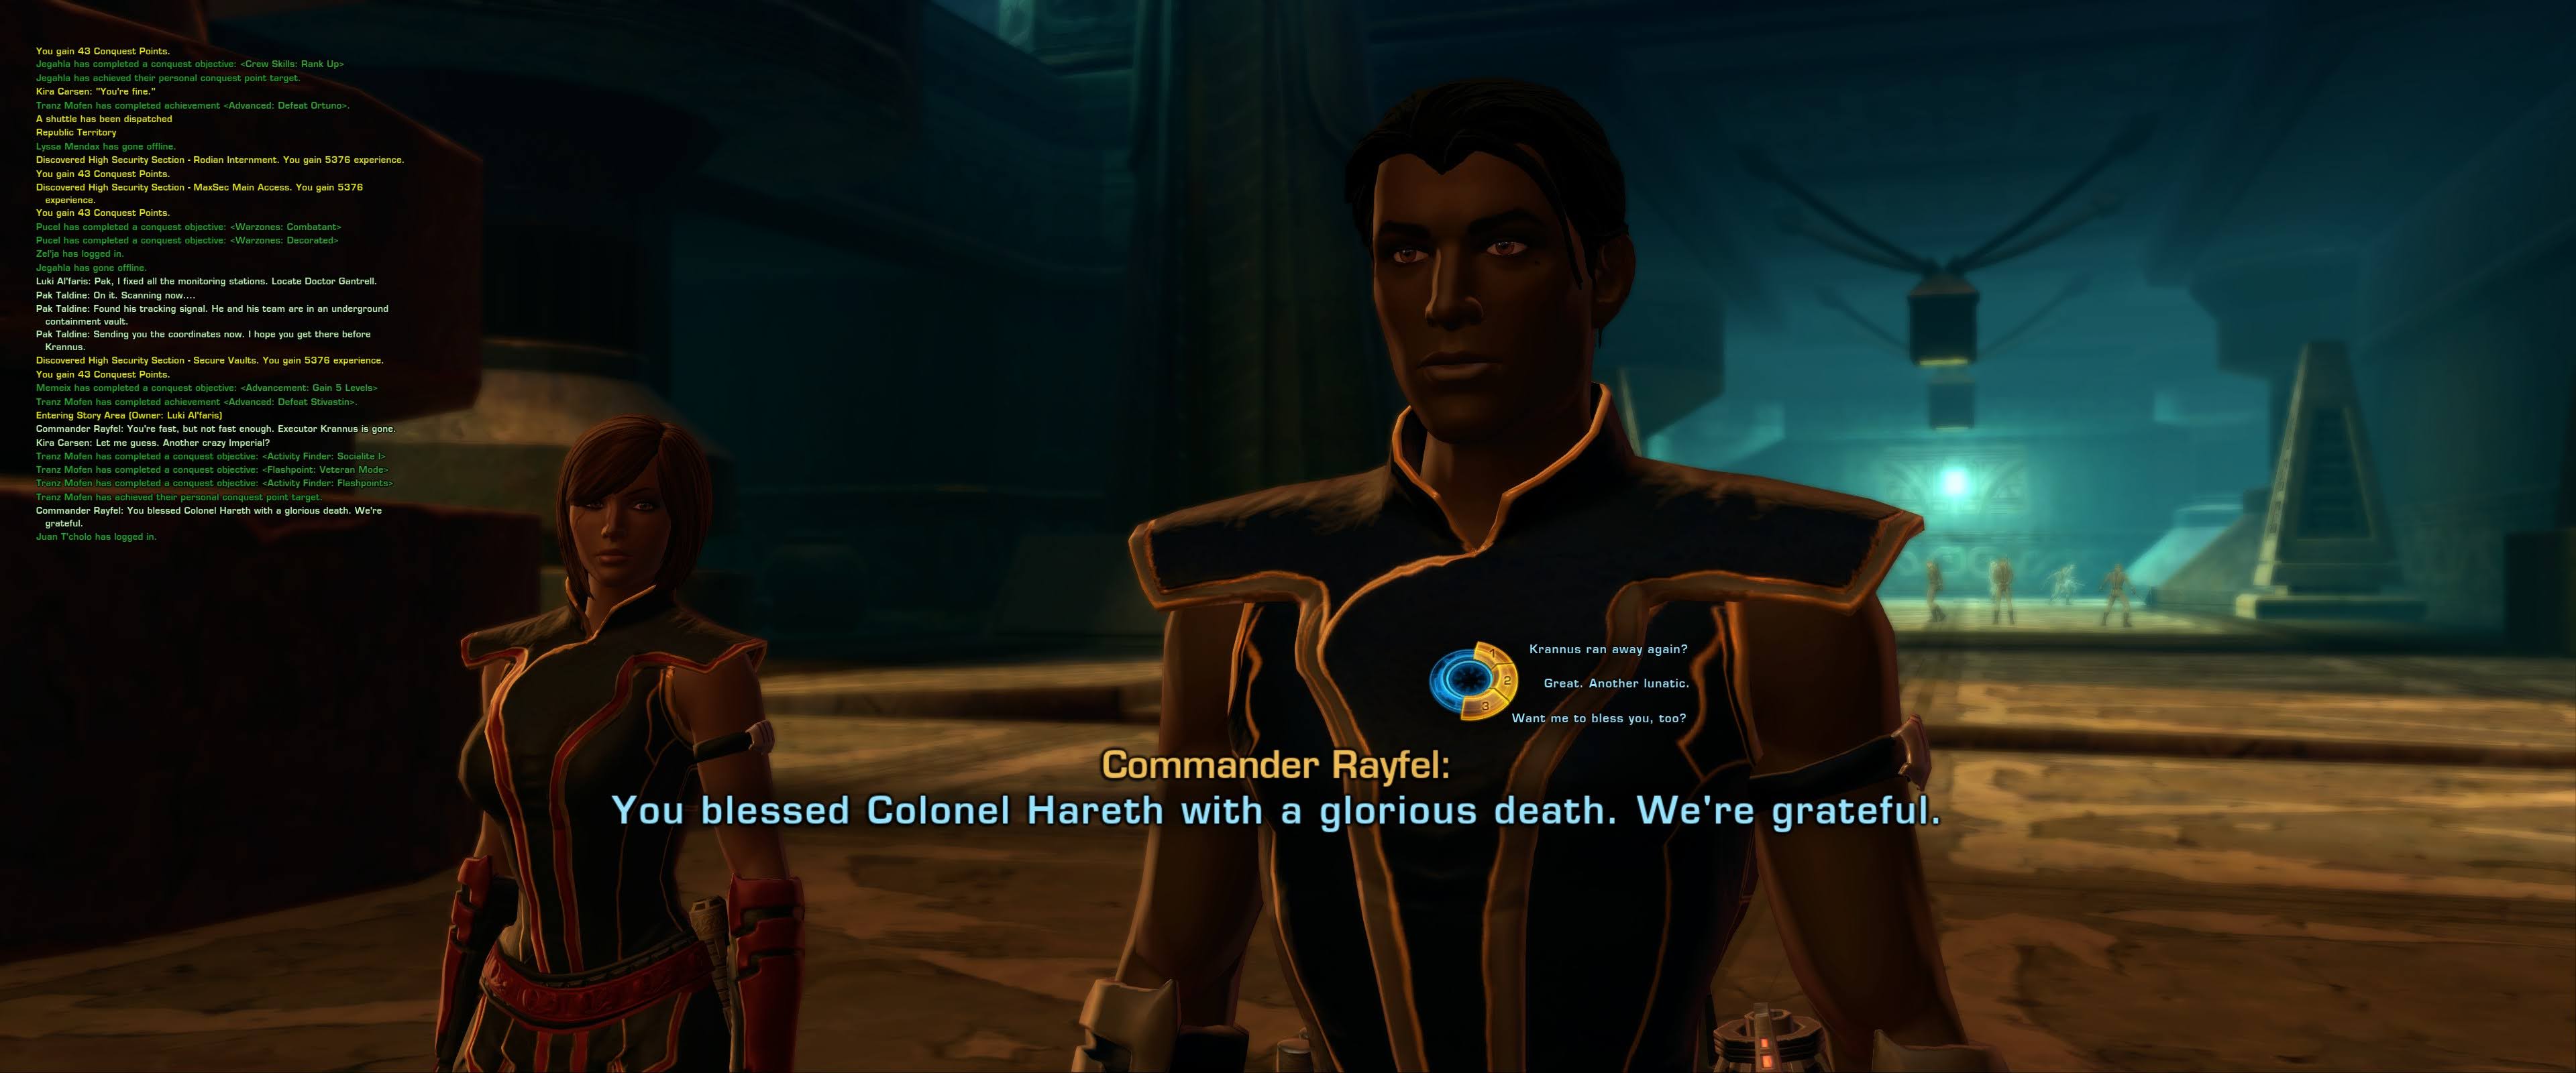 You gain 43 Conquest Points.
Jegahla has completed a conquest objective: <Crew Skills: Rank Up>
Jegahla has achieved their personal conquest point target.
Kira Carsen: "You're fine."
Tranz Mofen has completed achievement <Advanced: Defeat Ortuno>.
A shuttle has been dispatched
Republic Territory
Lyssa Mendax has gone offline.
Discovered High Security Section - Rodian Internment. You gain 5376 experience.
You gain 43 Conquest Points.
Discovered High Security Section - MaxSec Main Access. You gain 5376
experience.
You gain 43 Conquest Points.
Pucel has completed a conquest objective: <Warzones: Combatant>
Pucel has completed a conquest objective: <Warzones: Decorated>
Zel'ja has logged in.
Jegahla has gone offline.
Luki Al'faris: Pak, I fixed all the monitoring stations. Locate Doctor Gantrell.
Pak Taldine: On it. Scanning now....
Pak Taldine: Found his tracking signal. He and his team are in an underground
containment vault.
Pak Taldine: Sending you the coordinates now. I hope you get there before
Krannus.
Discovered High Security Section - Secure Vaults. You gain 5376 experience.
You gain 43 Conquest Points.
Memeix has completed a conquest objective: <Advancement: Gain 5 Levels>
Tranz Mofen has completed achievement <Advanced: Defeat Stivastin>.
Entering Story Area (Owner: Luki Al'faris)
Commander Rayfel: You're fast, but not fast enough. Executor Krannus is gone.
Kira Carsen: Let me guess. Another crazy Imperial?
Tranz Mofen has completed a conquest objective: <Activity Finder: Socialite I>
Tranz Mofen has completed a conquest objective: <Flashpoint: Veteran Mode>
Tranz Mofen has completed a conquest objective: <Activity Finder: Flashpoints>
Tranz Mofen has achieved their personal conquest point target.
Commander Rayfel: You blessed Colonel Hareth with a glorious death. We're
grateful.
Juan T'cholo has logged in.
1 Krannus ran away again?
2 Great. Another lunatic.
3 Want me to bless you, too?
Commander Rayfel:
You blessed Colonel Hareth with a glorious death. We're grateful.